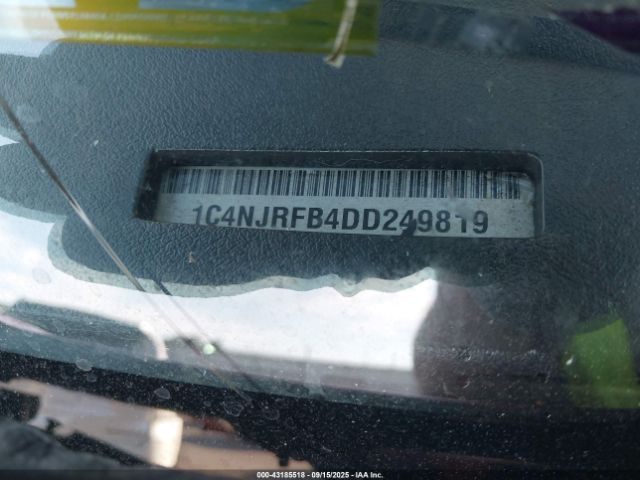 1C4NJRFB4DD249819
000-43185518 - 09/15/2025 - IAA Inc.